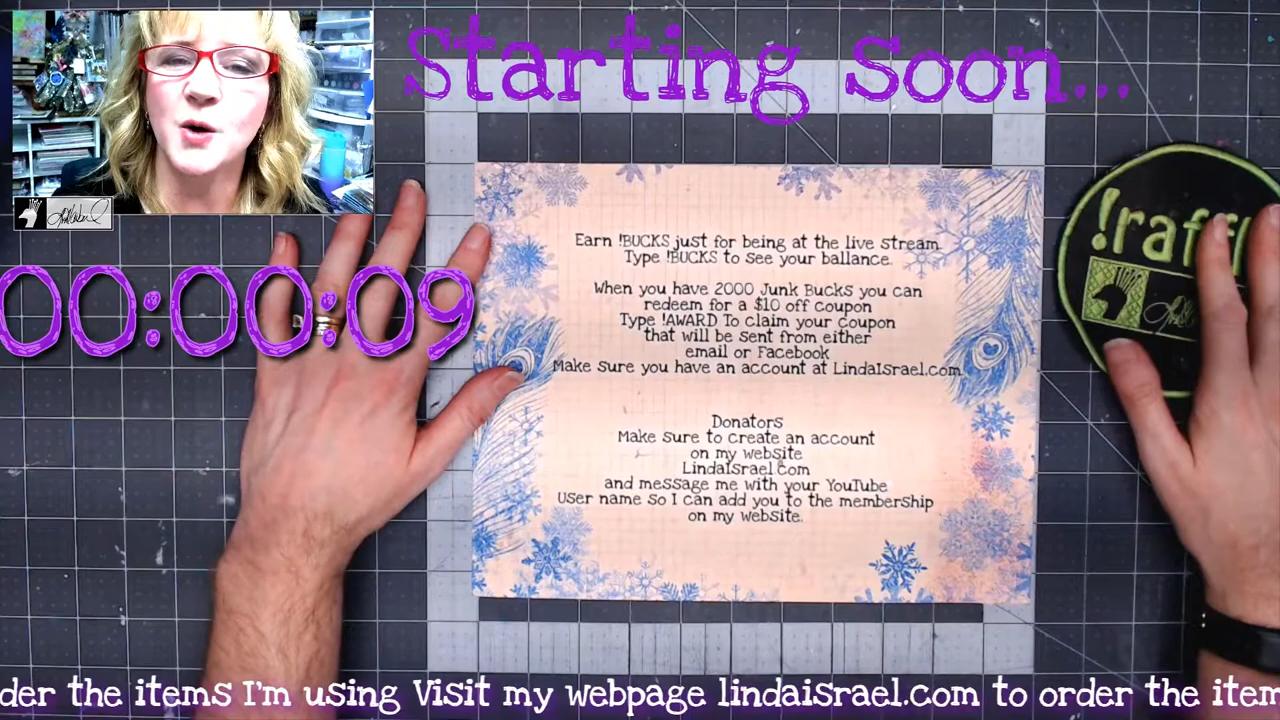 Starting Soon...
00:00:09
Earn !BUCKS just for being at the live stream
Type !BUCKS to see your ballance.
When you have 2000 Junk Bucks you can
redeem for a $10 off coupon
Type !AWARD To claim your coupon
that will be sent from either
email or Facebook
Make sure you have an account at LindaIsrael.com
Donators
Make sure to create an account
on my website
LindaIsrael.com
and message me with your YouTube
User name so I can add you to the membership
on my website.
der the items I'm using Visit my webpage lindaisrael.com to order the item